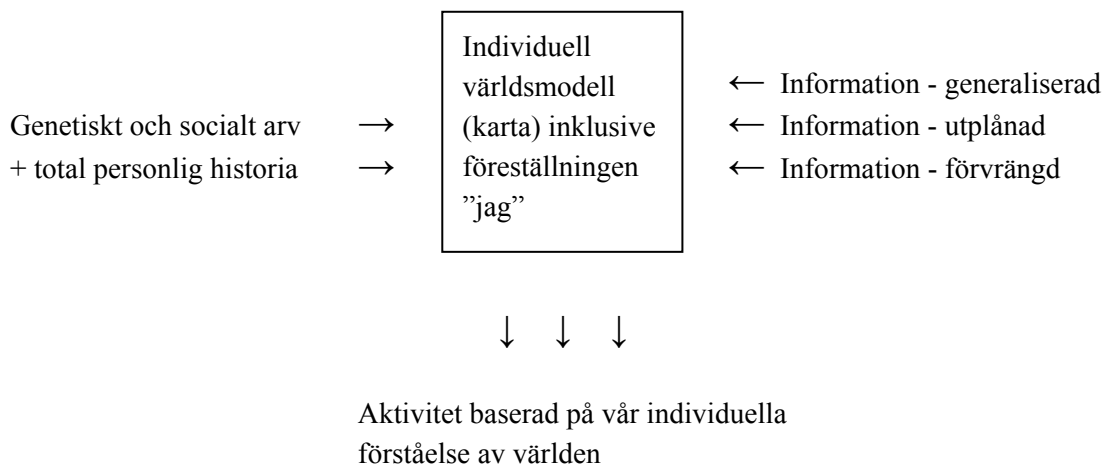 Individuell
världsmodell
(karta) inklusive
föreställningen
”jag”
Genetiskt och socialt arv →
+ total personlig historia →
← Information - generaliserad
← Information - utplånad
← Information - förvrängd
↓ ↓ ↓
Aktivitet baserad på vår individuella
förståelse av världen